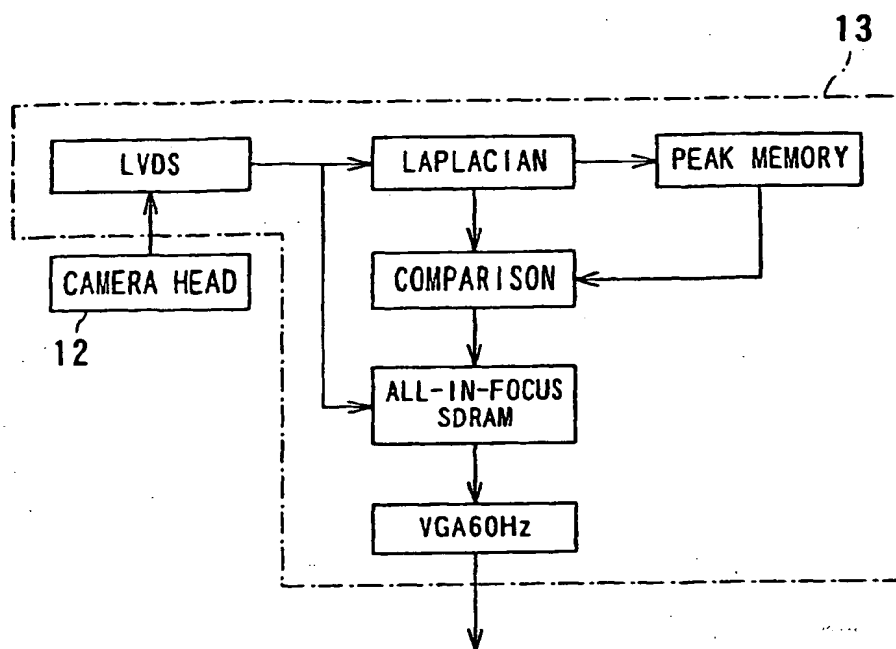 13
LVDS
LAPLACIAN
PEAK MEMORY
CAMERA HEAD
COMPARISON
12
ALL-IN-FOCUS
SDRAM
VGA60Hz